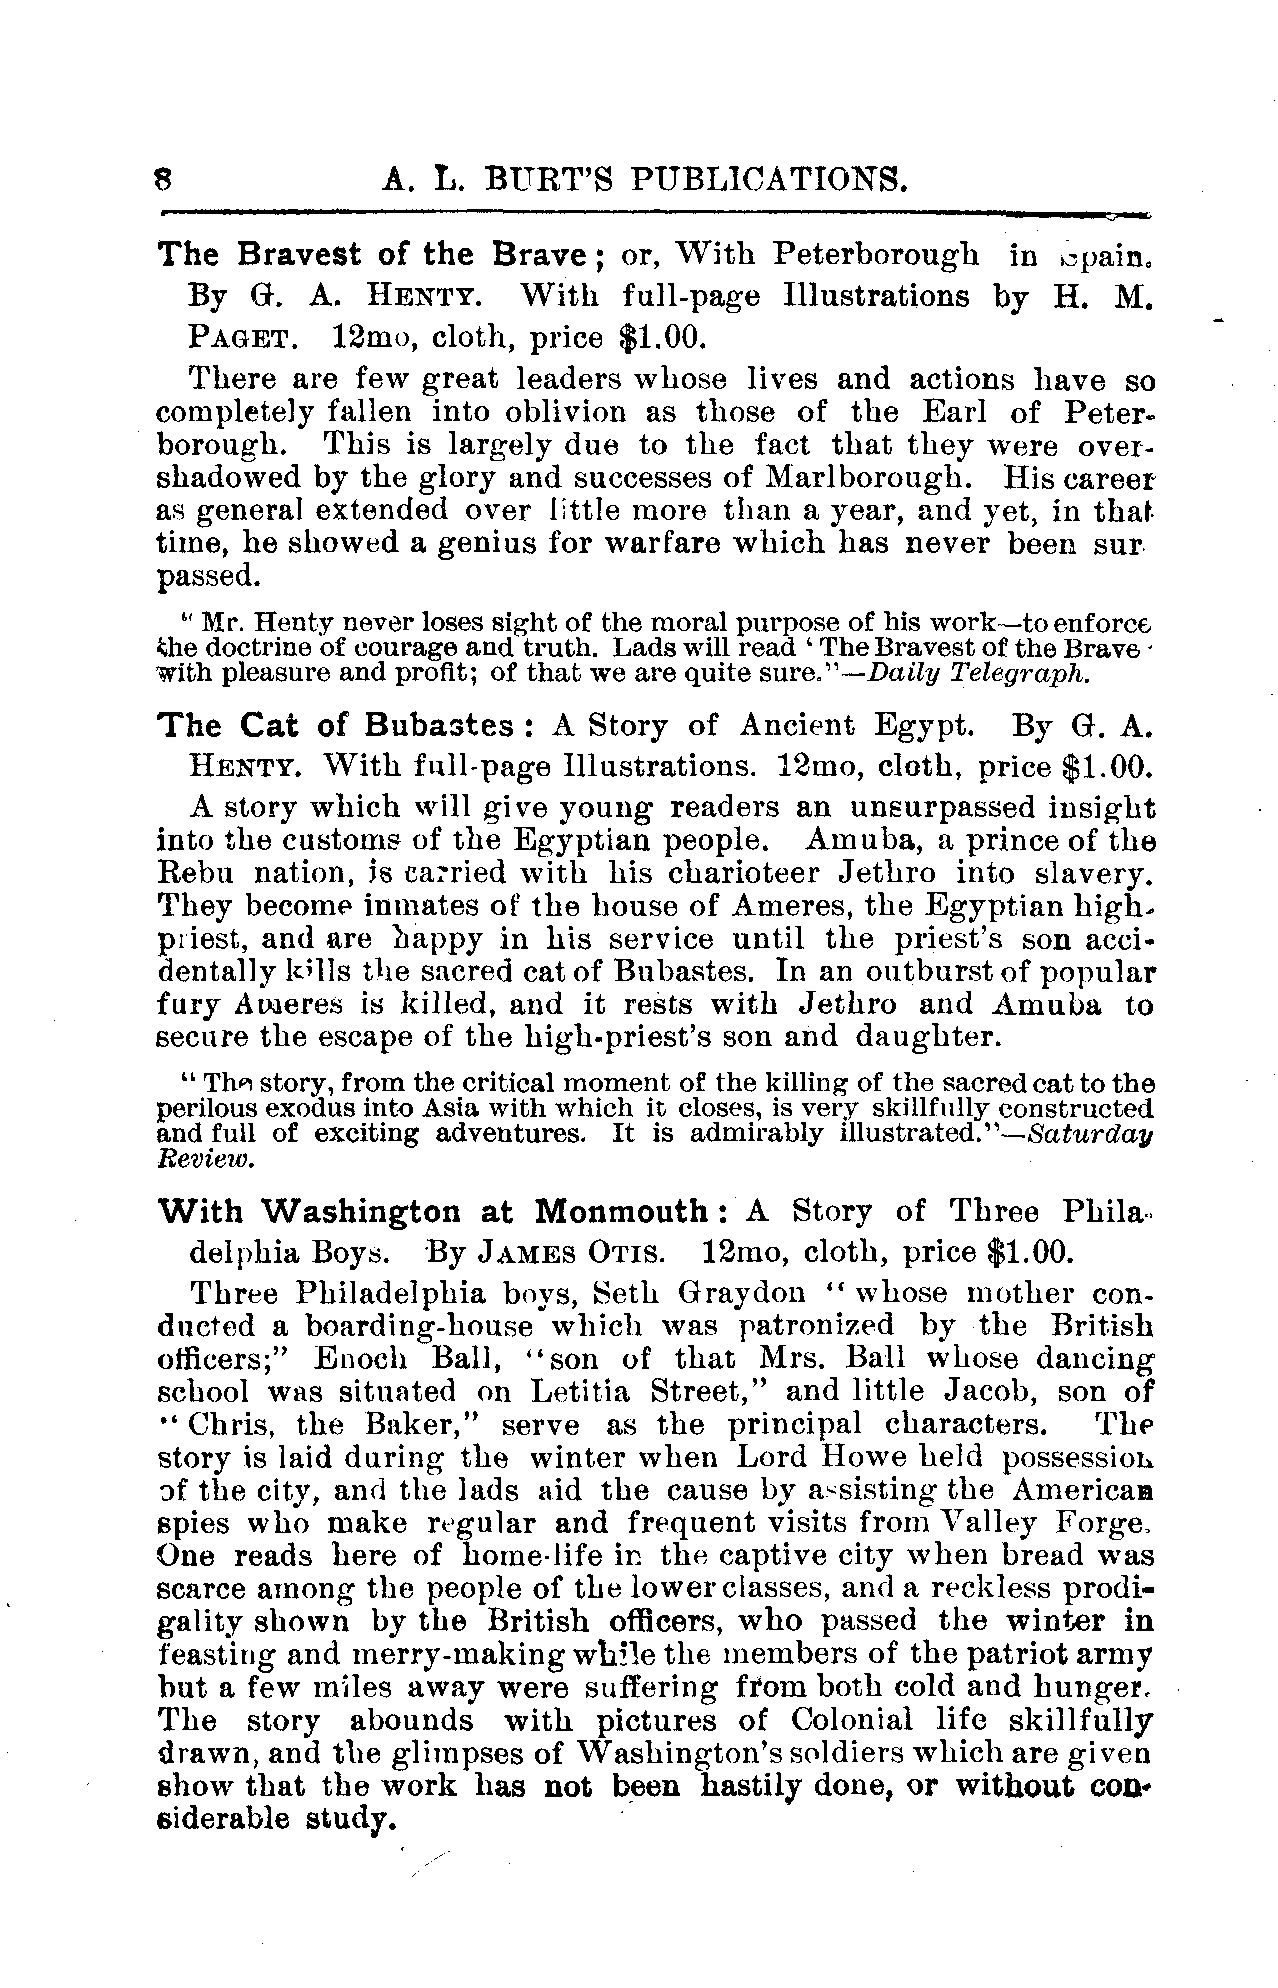 8 A. L. BURT'S PUBLICATIONS.
The Bravest of the Brave; or, With Peterborough in Spain.
By G. A. HENTY. With full-page Illustrations by H. M.
PAGET. 12mo, cloth, price $1.00.
There are few great leaders whose lives and actions have so
completely fallen into oblivion as those of the Earl of Peter-
borough. This is largely due to the fact that they were over-
shadowed by the glory and successes of Marlborough. His career
as general extended over little more than a year, and yet, in that
time, he showed a genius for warfare which has never been sur-
passed.
"Mr. Henty never loses sight of the moral purpose of his work—to enforce
the doctrine of courage and truth. Lads will read 'The Bravest of the Brave'
with pleasure and profit; of that we are quite sure."—Daily Telegraph.
The Cat of Bubastes: A Story of Ancient Egypt. By G. A.
HENTY. With full-page Illustrations. 12mo, cloth, price $1.00.
A story which will give young readers an unsurpassed insight
into the customs of the Egyptian people. Amuba, a prince of the
Rebu nation, is carried with his charioteer Jethro into slavery.
They become inmates of the house of Ameres, the Egyptian high-
priest, and are happy in his service until the priest's son acci-
dentally kills the sacred cat of Bubastes. In an outburst of popular
fury Ameres is killed, and it rests with Jethro and Amuba to
secure the escape of the high-priest's son and daughter.
"The story, from the critical moment of the killing of the sacred cat to the
perilous exodus into Asia with which it closes, is very skillfully constructed
and full of exciting adventures. It is admirably illustrated."—Saturday
Review.
With Washington at Monmouth: A Story of Three Phila-
delphia Boys. By JAMES OTIS. 12mo, cloth, price $1.00.
Three Philadelphia boys, Seth Graydon "whose mother con-
ducted a boarding-house which was patronized by the British
officers;" Enoch Ball, "son of that Mrs. Ball whose dancing
school was situated on Letitia Street," and little Jacob, son of
"Chris, the Baker," serve as the principal characters. The
story is laid during the winter when Lord Howe held possession
of the city, and the lads aid the cause by assisting the American
spies who make regular and frequent visits from Valley Forge.
One reads here of home-life in the captive city when bread was
scarce among the people of the lower classes, and a reckless prodi-
gality shown by the British officers, who passed the winter in
feasting and merry-making while the members of the patriot army
but a few miles away were suffering from both cold and hunger.
The story abounds with pictures of Colonial life skillfully
drawn, and the glimpses of Washington's soldiers which are given
show that the work has not been hastily done, or without con-
siderable study.